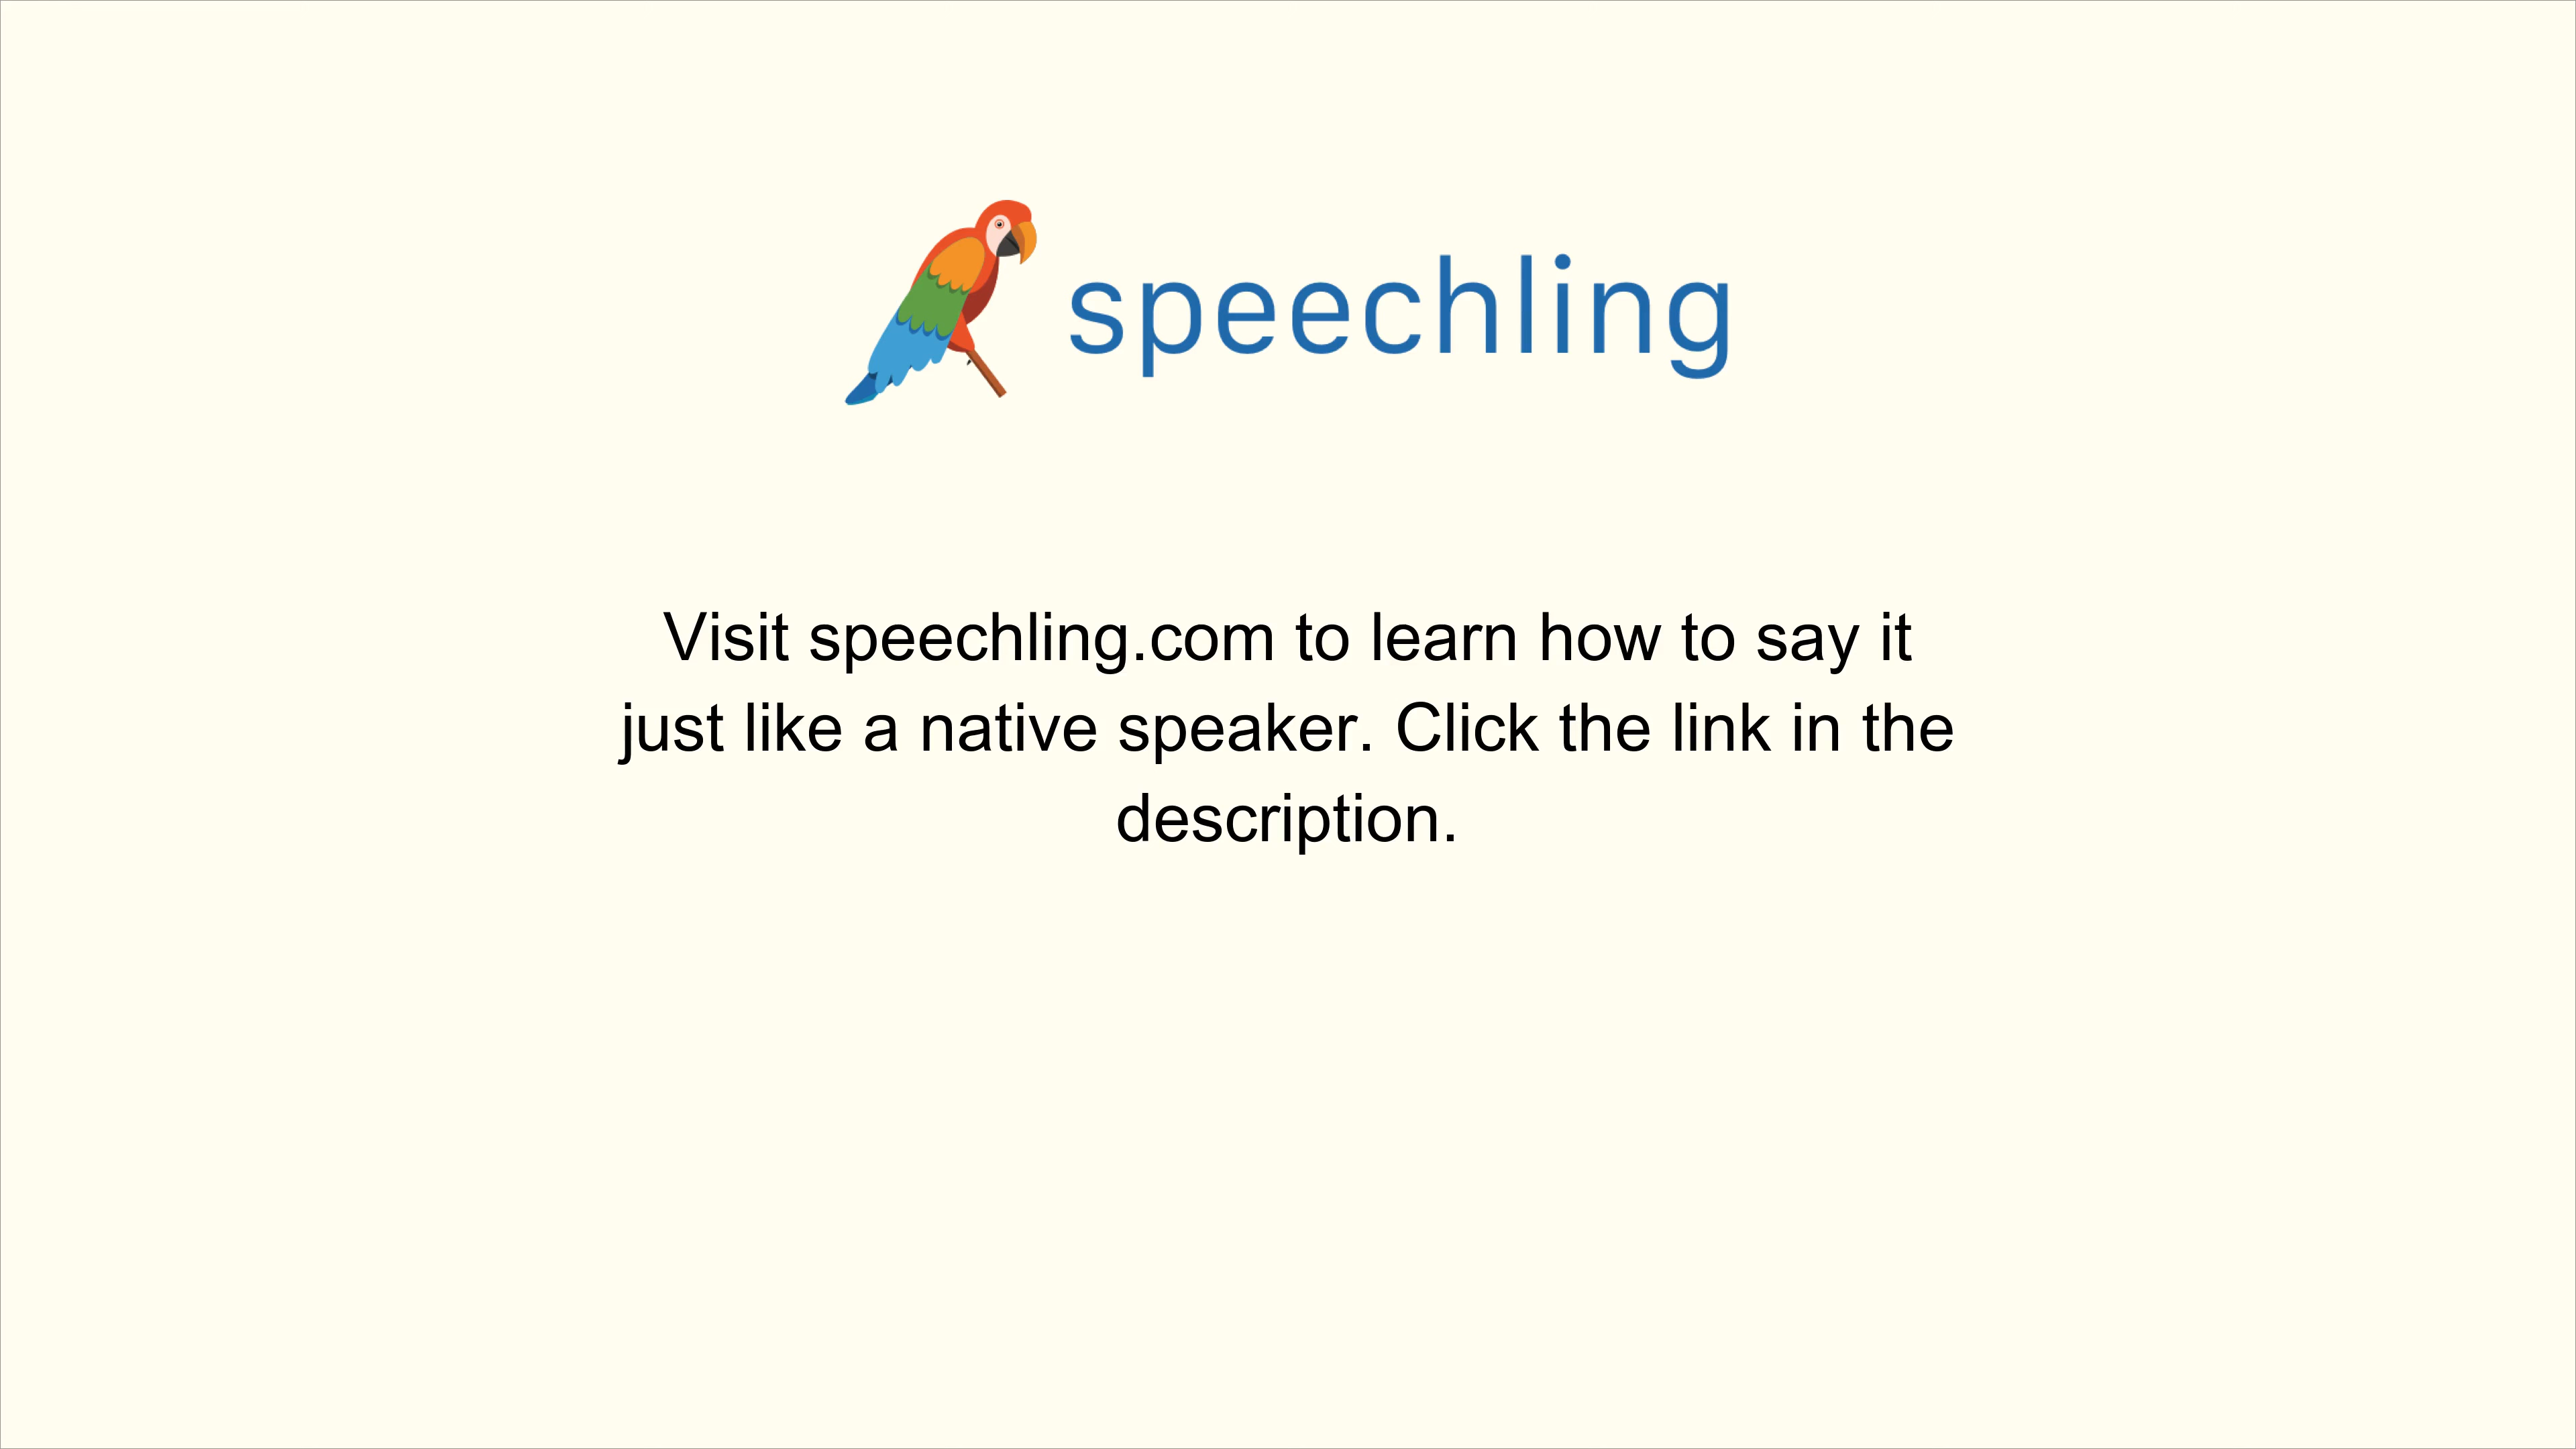 speechling
Visit speechling.com to learn how to say it
just like a native speaker. Click the link in the
description.